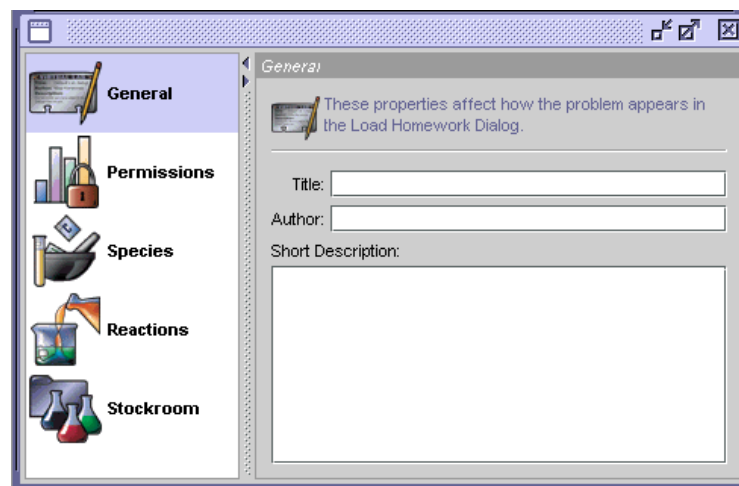 General
Permissions
Species
Reactions
Stockroom
General
These properties affect how the problem appears in
the Load Homework Dialog.
Title:
Author:
Short Description: